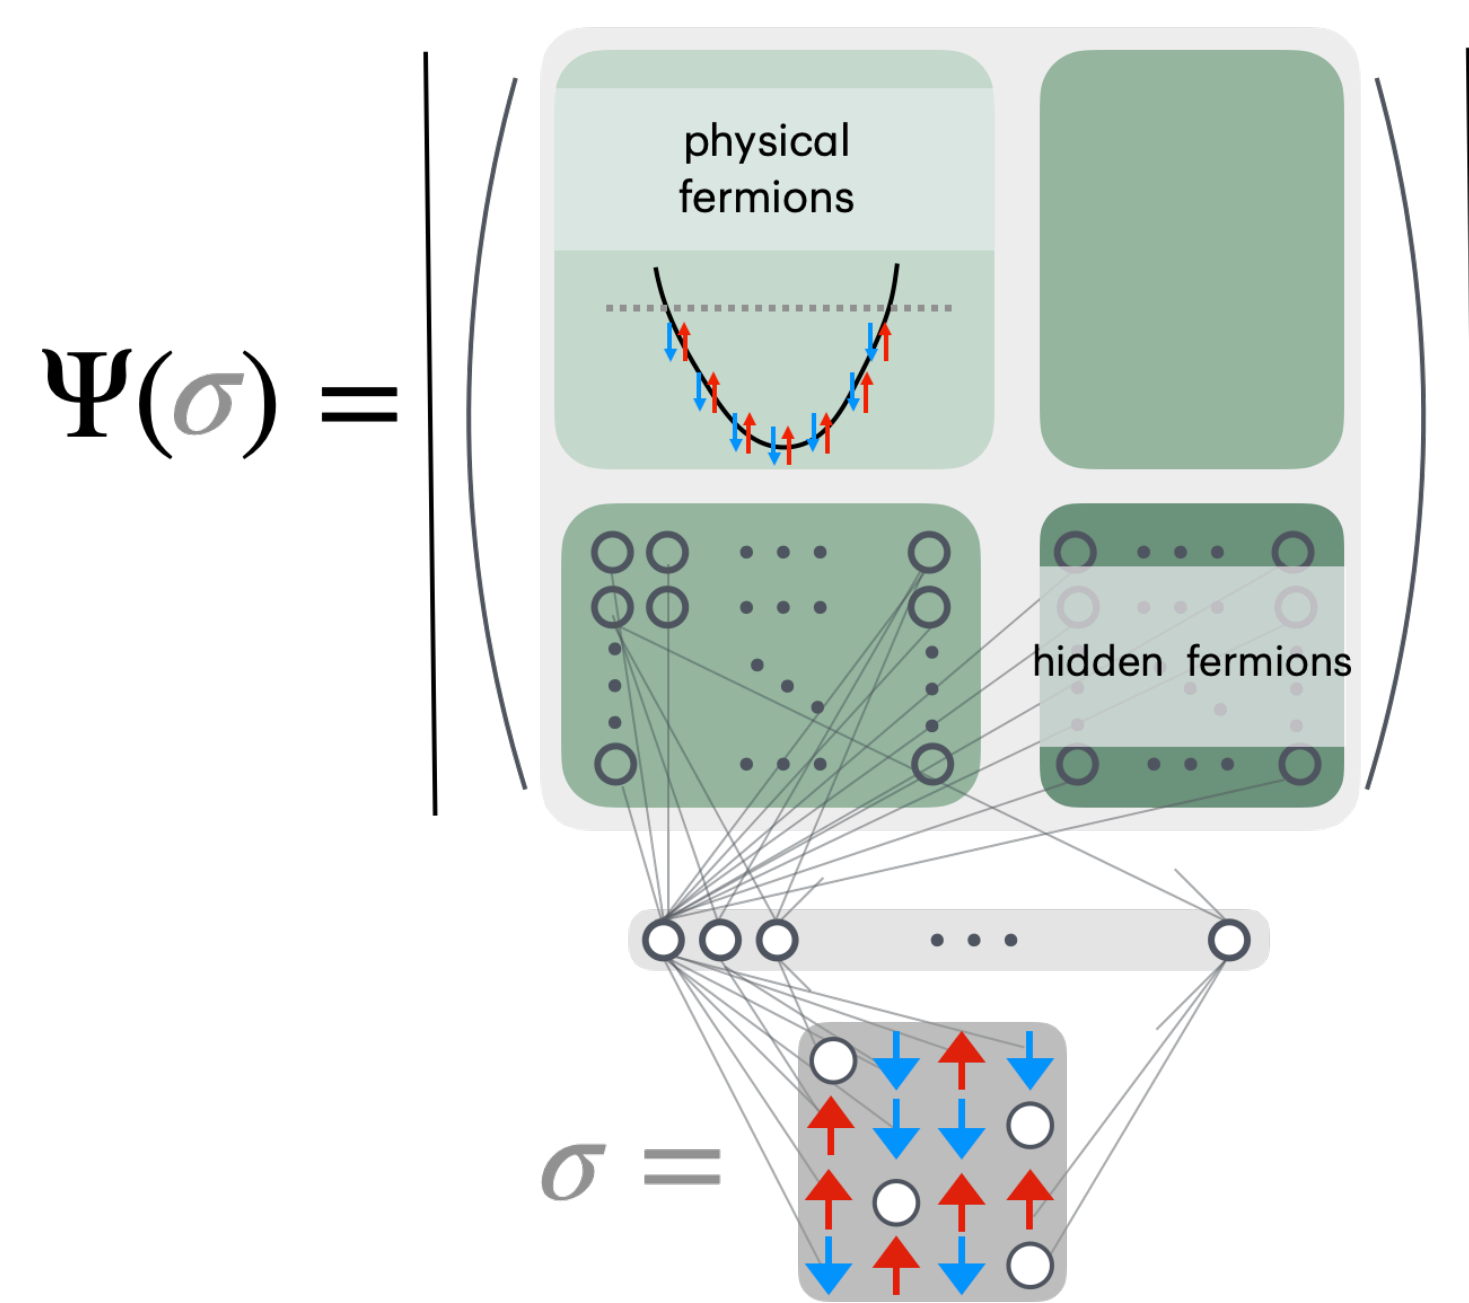 physical
fermions
Ψ(σ) =
hidden fermions
σ =